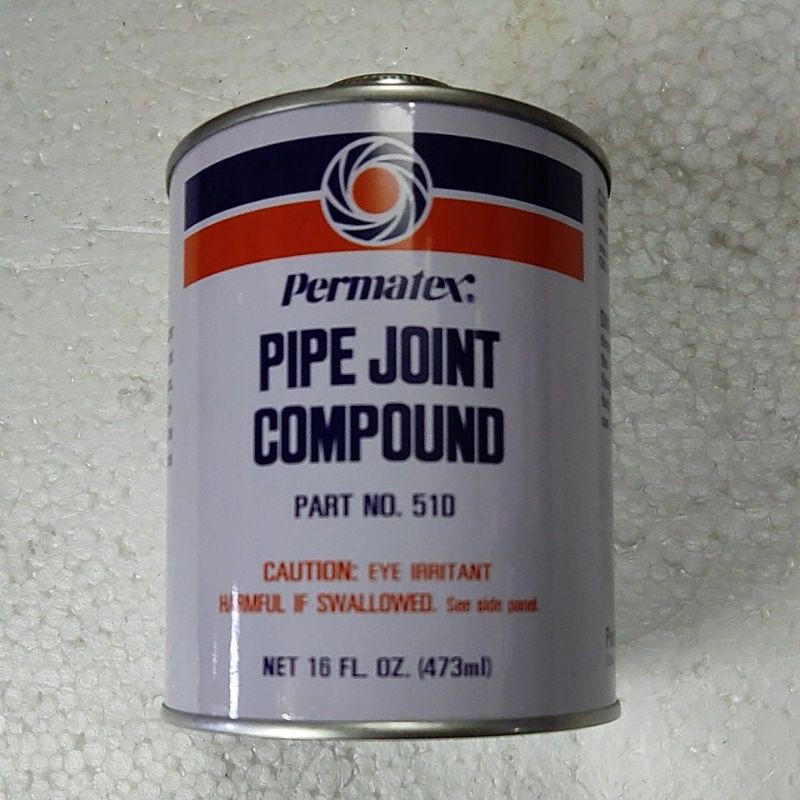 Permatex®
PIPE JOINT
COMPOUND
PART NO. 51D
CAUTION: EYE IRRITANT
HARMFUL IF SWALLOWED. See side panel.
NET 16 FL. OZ. (473ml)